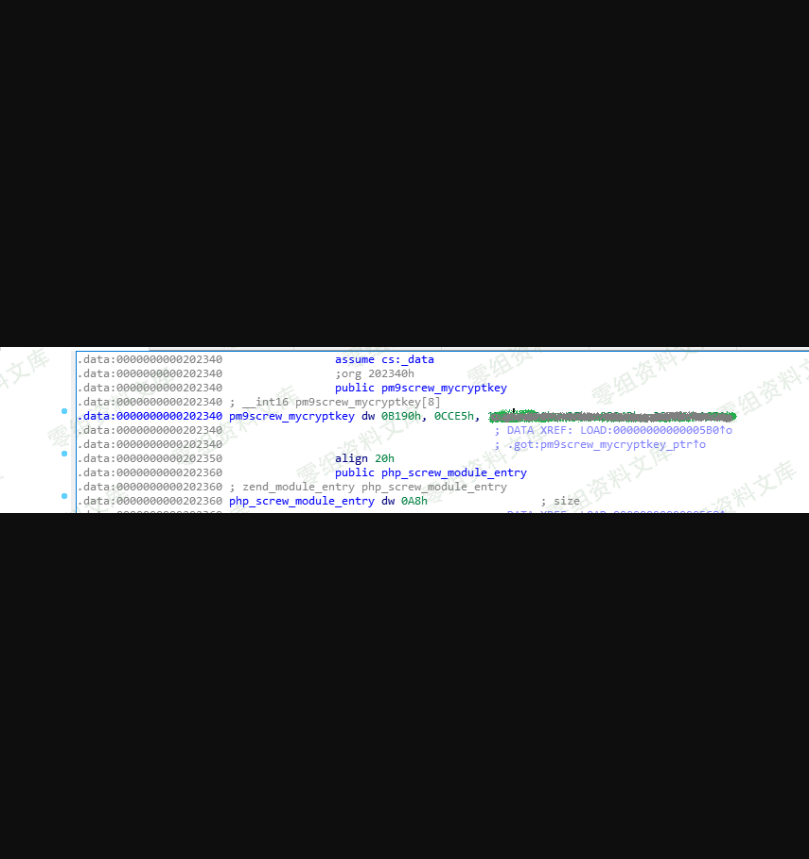 .data:0000000000202340 assume cs:_data
.data:0000000000202340 ;org 202340h
.data:0000000000202340 public pm9screw_mycryptkey
.data:0000000000202340 ; __int16 pm9screw_mycryptkey[8]
.data:0000000000202340 pm9screw_mycryptkey dw 0B190h, 0CCE5h,
.data:0000000000202340 ; DATA XREF: LOAD:00000000000005B0↑o
.data:0000000000202340 ; .got:pm9screw_mycryptkey_ptr↑o
.data:0000000000202350 align 20h
.data:0000000000202360 public php_screw_module_entry
.data:0000000000202360 ; zend_module_entry php_screw_module_entry
.data:0000000000202360 php_screw_module_entry dw 0A8h ; size
零组资料文库